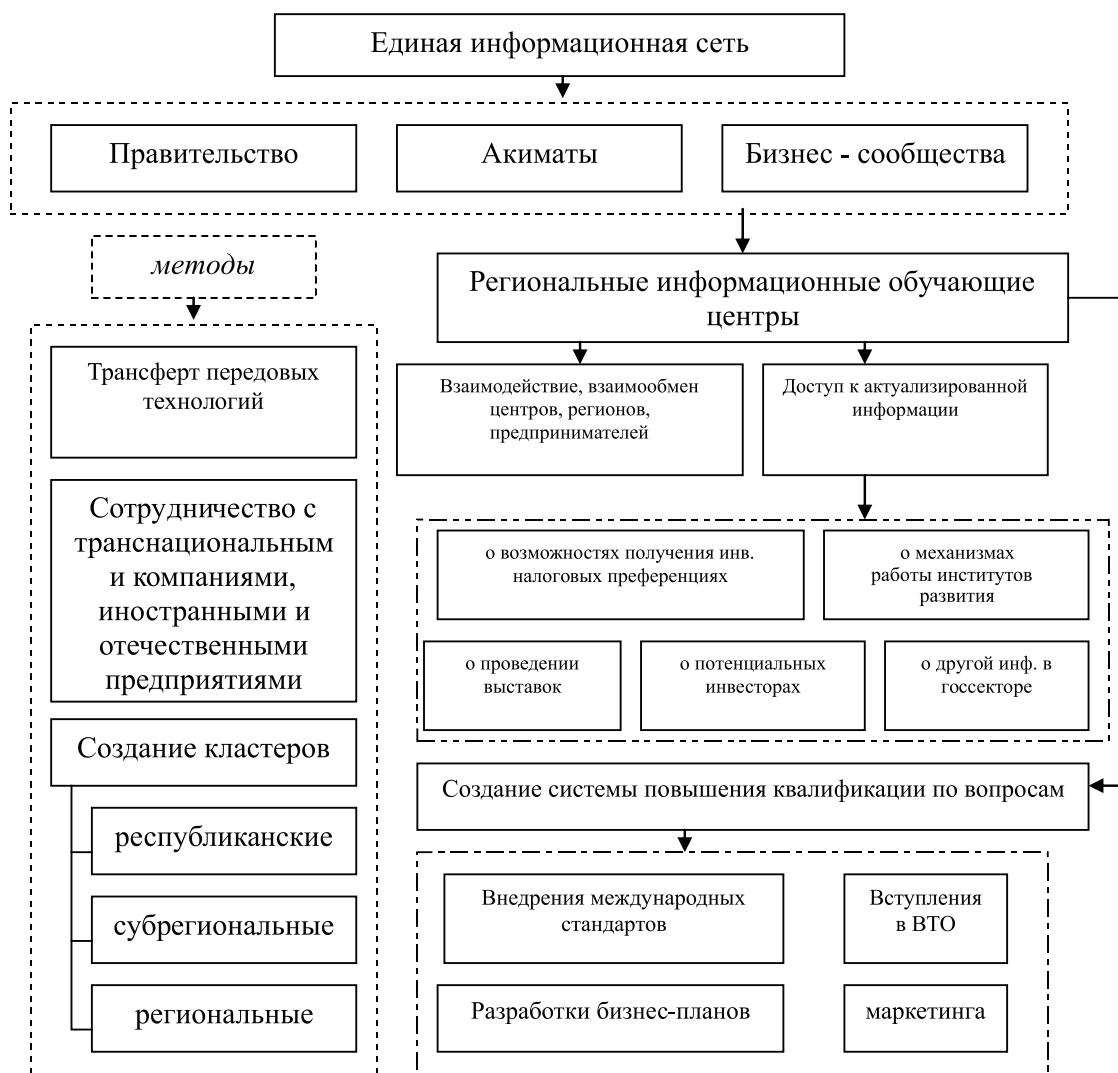 Единая информационная сеть
Правительство
Акиматы
Бизнес - сообщества
методы
Трансферт передовых
технологий
Сотрудничество с
транснациональным
и компаниями,
иностранными и
отечественными
предприятиями
Создание кластеров
республиканские
субрегиональные
региональные
Региональные информационные обучающие
центры
Взаимодействие, взаимообмен
центров, регионов,
предпринимателей
Доступ к актуализированной
информации
о возможностях получения инв.
налоговых преференциях
о механизмах
работы институтов
развития
о проведении
выставок
о потенциальных
инвесторах
о другой инф. в
госсекторе
Создание системы повышения квалификации по вопросам
Внедрения международных
стандартов
Вступления
в ВТО
Разработки бизнес-планов
маркетинга